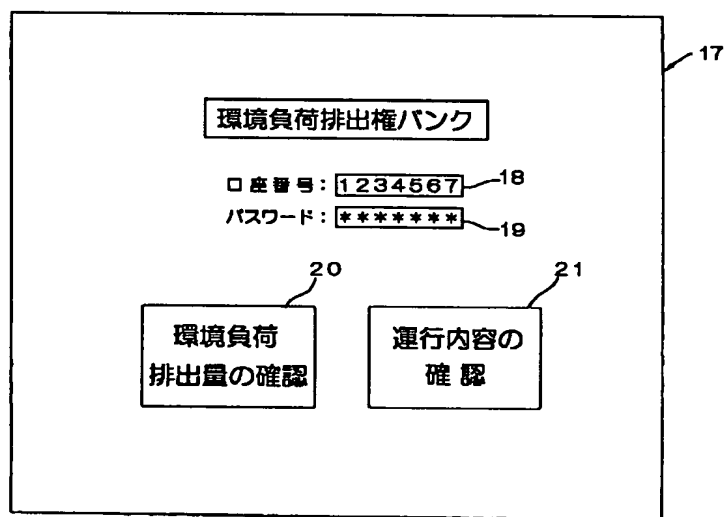 17
環境負荷排出権バンク
口座番号：1234567 18
パスワード：******* 19
20 21
環境負荷
排出量の確認
運行内容の
確認